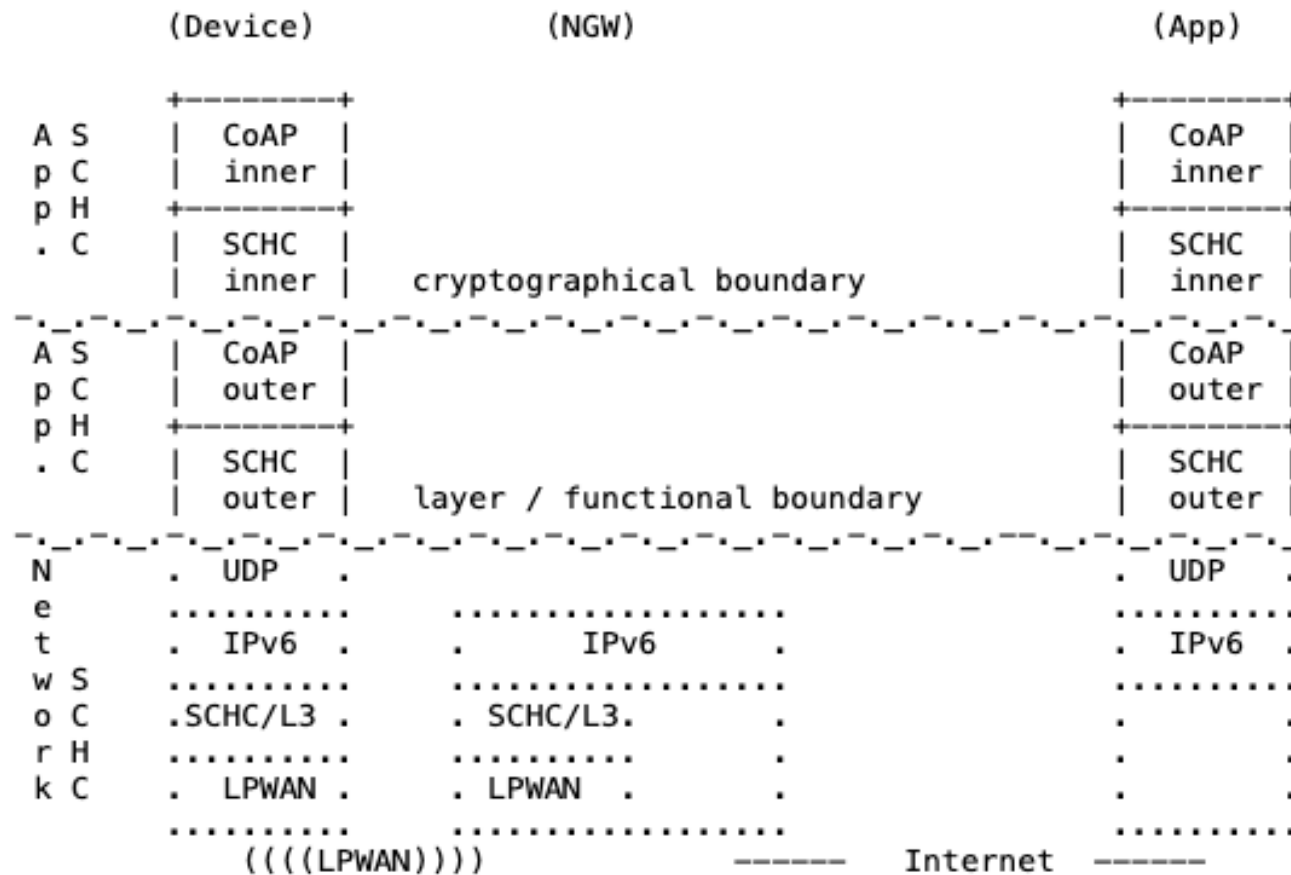 (Device) (NGW) (App)
+--------+ +--------+
A S | CoAP | | CoAP |
p C | inner | | inner |
p H +--------+ +--------+
. C | SCHC | | SCHC |
| inner | cryptographical boundary | inner |
-._.-._.-._.-._.-._.-._.-._.-._.-._.-._.-._.-.._.-._.-._.-._.-._
A S | CoAP | | CoAP |
p C | outer | | outer |
p H +--------+ +--------+
. C | SCHC | | SCHC |
| outer | layer / functional boundary | outer |
-._.-._.-._.-._.-._.-._.-._.-._.-._.-._.-._.-._.--._.-._.-._.-._
N . UDP . . UDP .
e .......... .................. ..........
t . IPv6 . . IPv6 . . IPv6 .
w S .......... .................. ..........
o C .SCHC/L3 . . SCHC/L3. . . .
r H .......... .......... . . .
k C . LPWAN . . LPWAN . . . .
.......... .................. ..........
((((LPWAN)))) ------ Internet ------